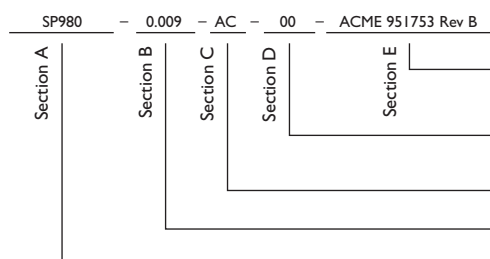 SP980 – 0.009 – AC – 00 – ACME 951753 Rev B
Section A
Section B
Section C
Section D
Section E